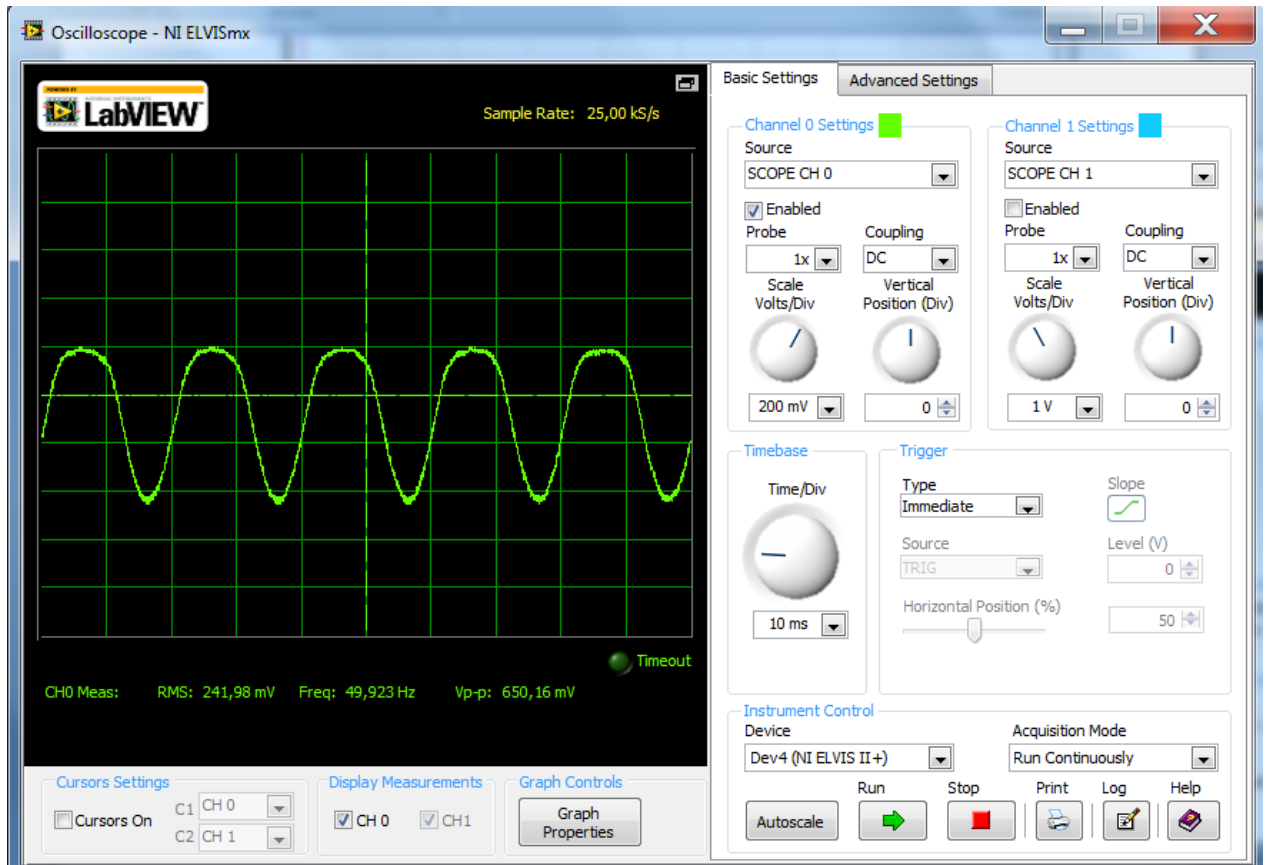 Oscilloscope - NI ELVISmx
POWERED BY
NATIONAL INSTRUMENTS
LabVIEW™
Sample Rate: 25,00 kS/s
Timeout
CH0 Meas: RMS: 241,98 mV Freq: 49,923 Hz Vp-p: 650,16 mV
Cursors Settings
Cursors On
C1 CH 0
C2 CH 1
Display Measurements
CH 0 CH1
Graph Controls
Graph
Properties
Basic Settings Advanced Settings
Channel 0 Settings
Source
SCOPE CH 0
Enabled
Probe Coupling
1x DC
Scale Vertical
Volts/Div Position (Div)
200 mV 0
Channel 1 Settings
Source
SCOPE CH 1
Enabled
Probe Coupling
1x DC
Scale Vertical
Volts/Div Position (Div)
1 V 0
Timebase
Time/Div
10 ms
Trigger
Type Slope
Immediate
Source Level (V)
TRIG 0
Horizontal Position (%)
50
Instrument Control
Device Acquisition Mode
Dev4 (NI ELVIS II+) Run Continuously
Run Stop Print Log Help
Autoscale